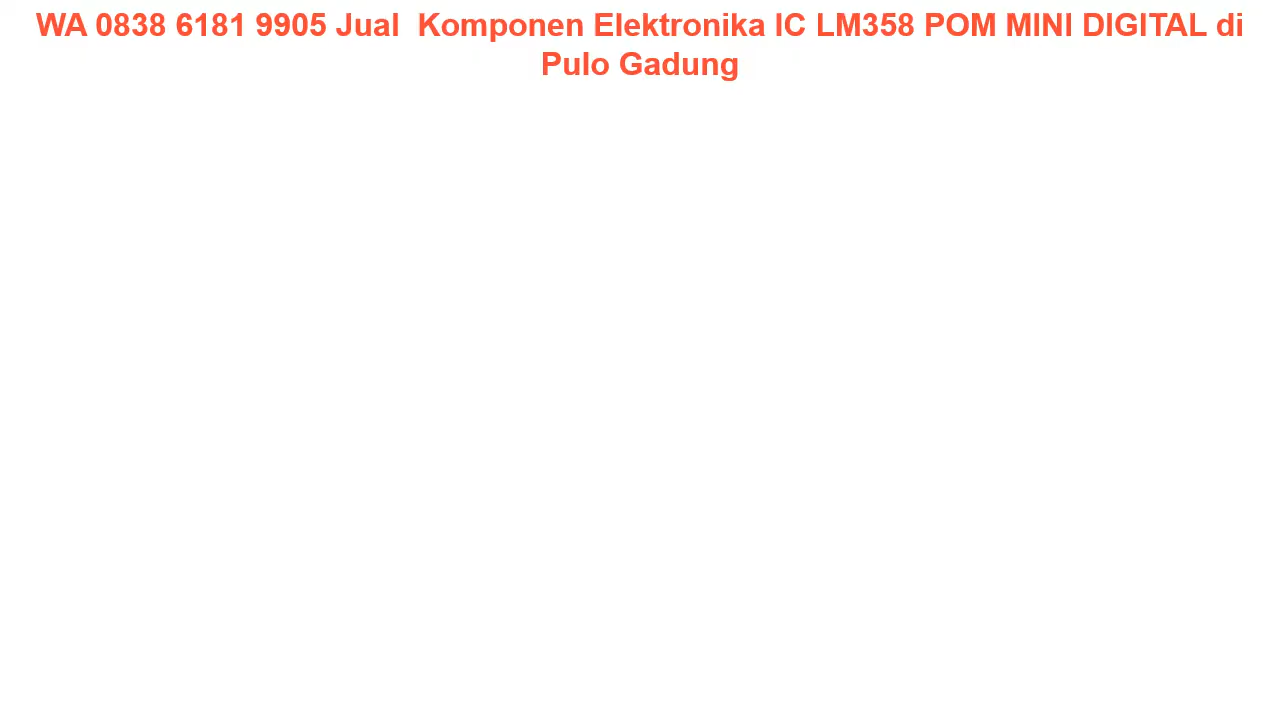 WA 0838 6181 9905 Jual  Komponen Elektronika IC LM358 POM MINI DIGITAL di
Pulo Gadung